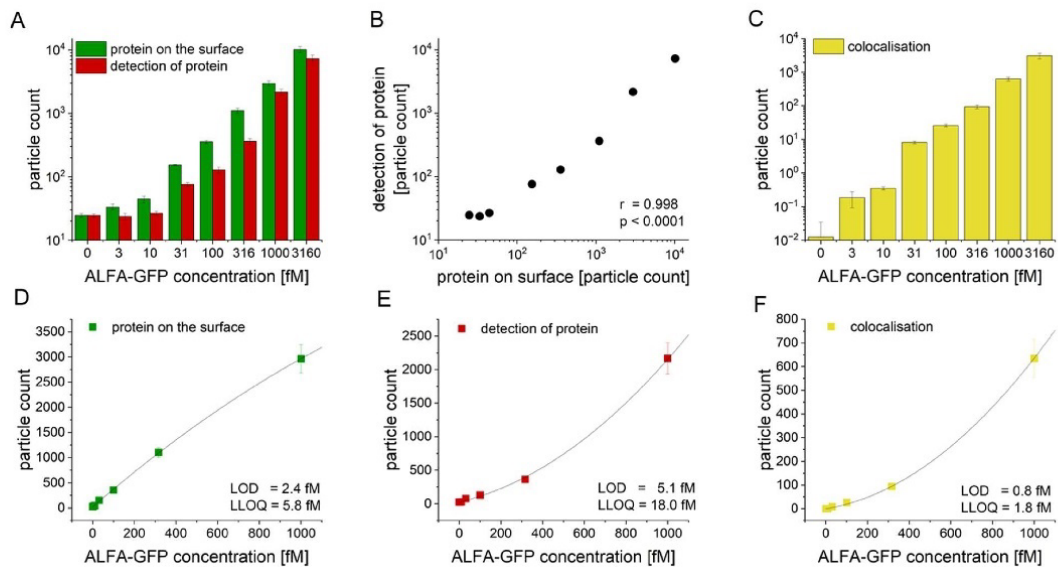 A
protein on the surface
detection of protein
10⁴
10³
10²
10¹
particle count
0 3 10 31 100 316 1000 3160
ALFA-GFP concentration [fM]
B
10⁴
10³
10²
10¹
detection of protein
[particle count]
r = 0.998
p < 0.0001
10¹ 10² 10³ 10⁴
protein on surface [particle count]
C
colocalisation
10⁴
10³
10²
10¹
10⁰
10⁻¹
10⁻²
particle count
0 3 10 31 100 316 1000 3160
ALFA-GFP concentration [fM]
D
protein on the surface
3500
3000
2500
2000
1500
1000
500
0
particle count
LOD = 2.4 fM
LLOQ = 5.8 fM
0 200 400 600 800 1000
ALFA-GFP concentration [fM]
E
detection of protein
2500
2000
1500
1000
500
0
particle count
LOD = 5.1 fM
LLOQ = 18.0 fM
0 200 400 600 800 1000
ALFA-GFP concentration [fM]
F
colocalisation
800
700
600
500
400
300
200
100
0
particle count
LOD = 0.8 fM
LLOQ = 1.8 fM
0 200 400 600 800 1000
ALFA-GFP concentration [fM]